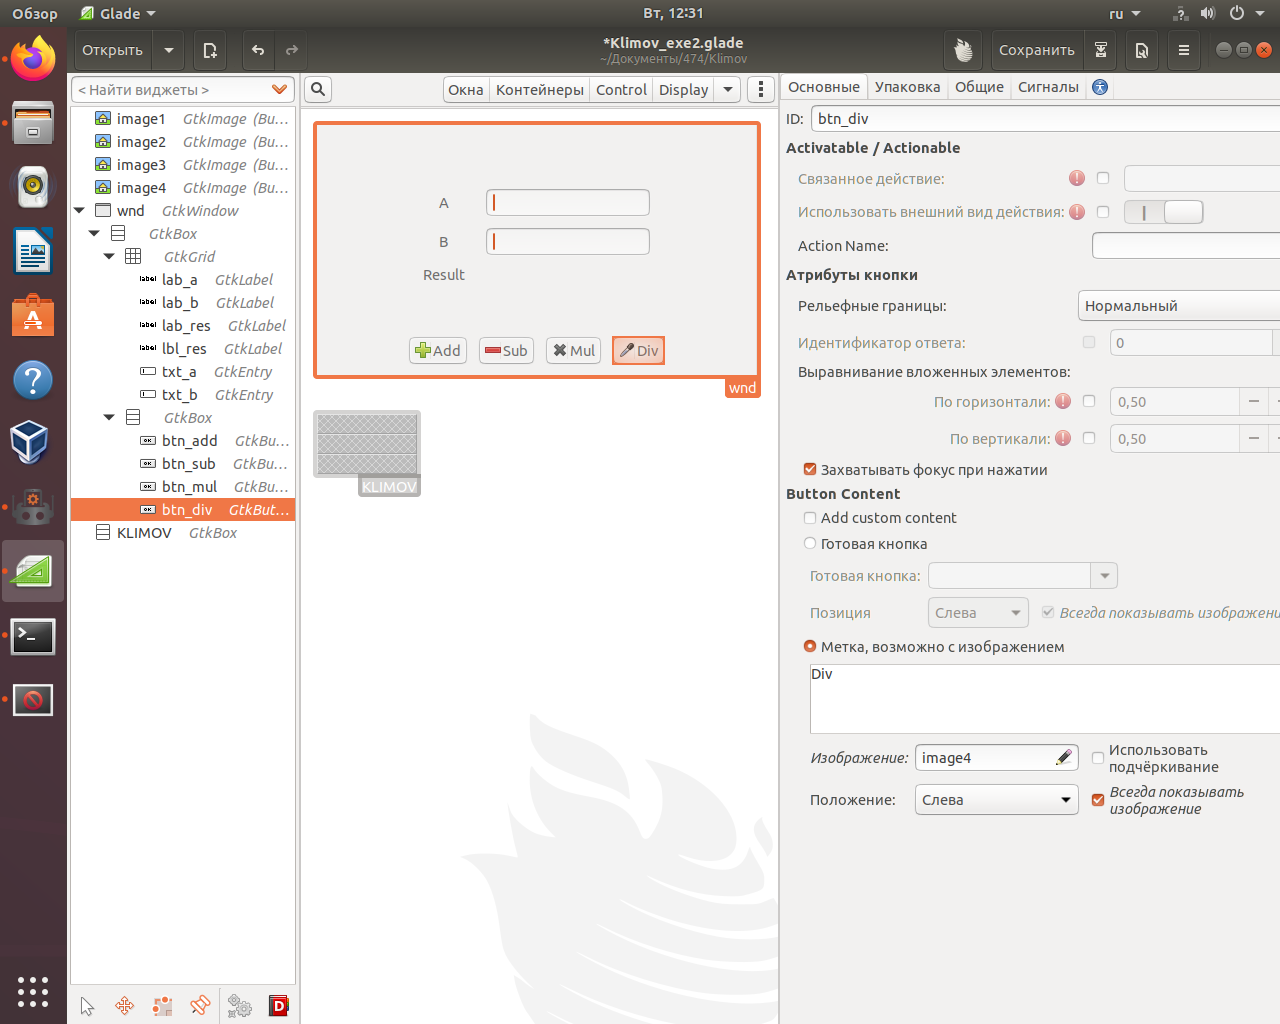 Обзор
Glade
Вт, 12:31
ru
Открыть
*Klimov_exe2.glade
~/Документы/474/Klimov
Сохранить
< Найти виджеты >
image1 GtkImage (Bu…
image2 GtkImage (Bu…
image3 GtkImage (Bu…
image4 GtkImage (Bu…
wnd GtkWindow
GtkBox
GtkGrid
lab_a GtkLabel
lab_b GtkLabel
lab_res GtkLabel
lbl_res GtkLabel
txt_a GtkEntry
txt_b GtkEntry
GtkBox
btn_add GtkBu…
btn_sub GtkBu…
btn_mul GtkBu…
btn_div GtkBut…
KLIMOV GtkBox
Окна
Контейнеры
Control
Display
A
B
Result
Add
Sub
Mul
Div
wnd
KLIMOV
Основные
Упаковка
Общие
Сигналы
ID:
btn_div
Activatable / Actionable
Связанное действие:
Использовать внешний вид действия:
Action Name:
Атрибуты кнопки
Рельефные границы:
Нормальный
Идентификатор ответа:
0
Выравнивание вложенных элементов:
По горизонтали:
0,50
По вертикали:
0,50
Захватывать фокус при нажатии
Button Content
Add custom content
Готовая кнопка
Готовая кнопка:
Позиция
Слева
Всегда показывать изображени
Метка, возможно с изображением
Div
Изображение:
image4
Использовать
подчёркивание
Положение:
Слева
Всегда показывать
изображение